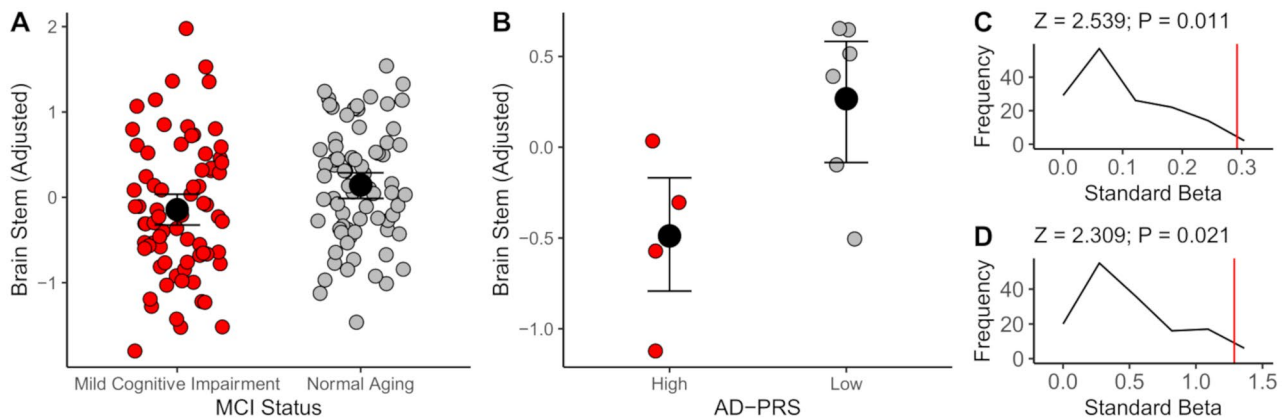 A
Brain Stem (Adjusted)
2
1
0
−1
Mild Cognitive Impairment
Normal Aging
MCI Status
B
Brain Stem (Adjusted)
0.5
0.0
−0.5
−1.0
High
Low
AD-PRS
C
Z = 2.539; P = 0.011
Frequency
40
20
0
0.0 0.1 0.2 0.3
Standard Beta
D
Z = 2.309; P = 0.021
Frequency
40
20
0
0.0 0.5 1.0 1.5
Standard Beta